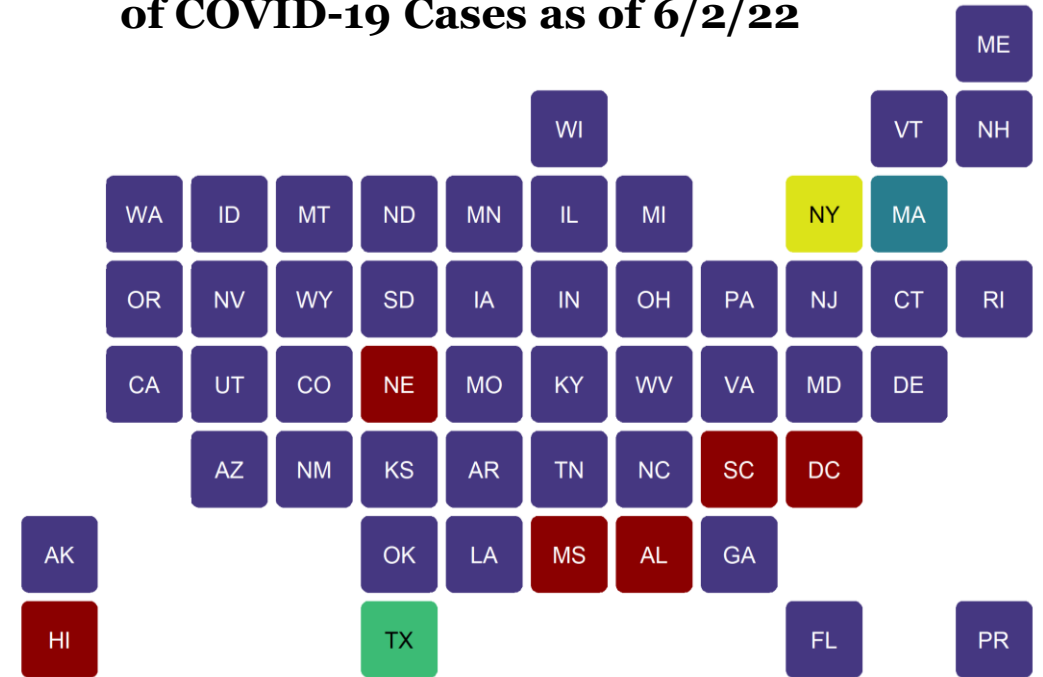 of COVID-19 Cases as of 6/2/22
ME
WI VT NH
WA ID MT ND MN IL MI NY MA
OR NV WY SD IA IN OH PA NJ CT RI
CA UT CO NE MO KY WV VA MD DE
AZ NM KS AR TN NC SC DC
AK OK LA MS AL GA
HI TX FL PR